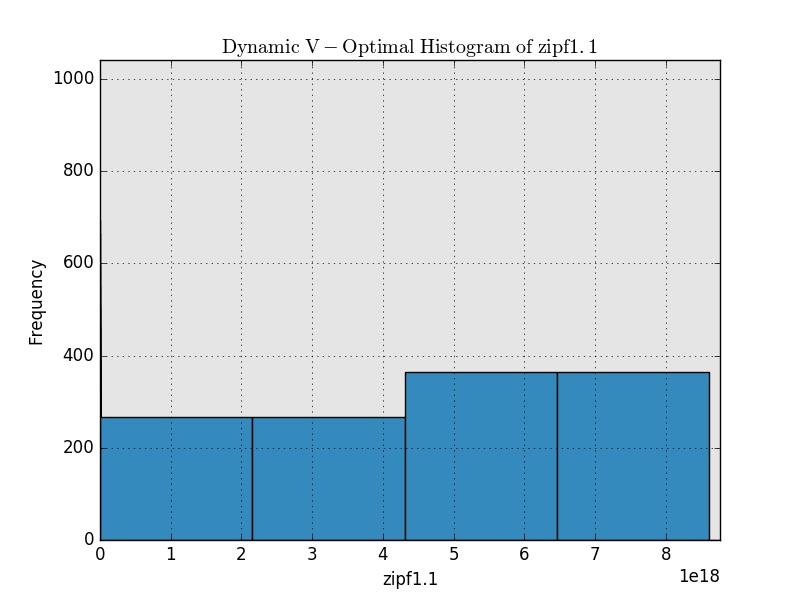 Dynamic V − Optimal Histogram of zipf1.1
1000
800
600
400
200
0
Frequency
0 1 2 3 4 5 6 7 8
1e18
zipf1.1